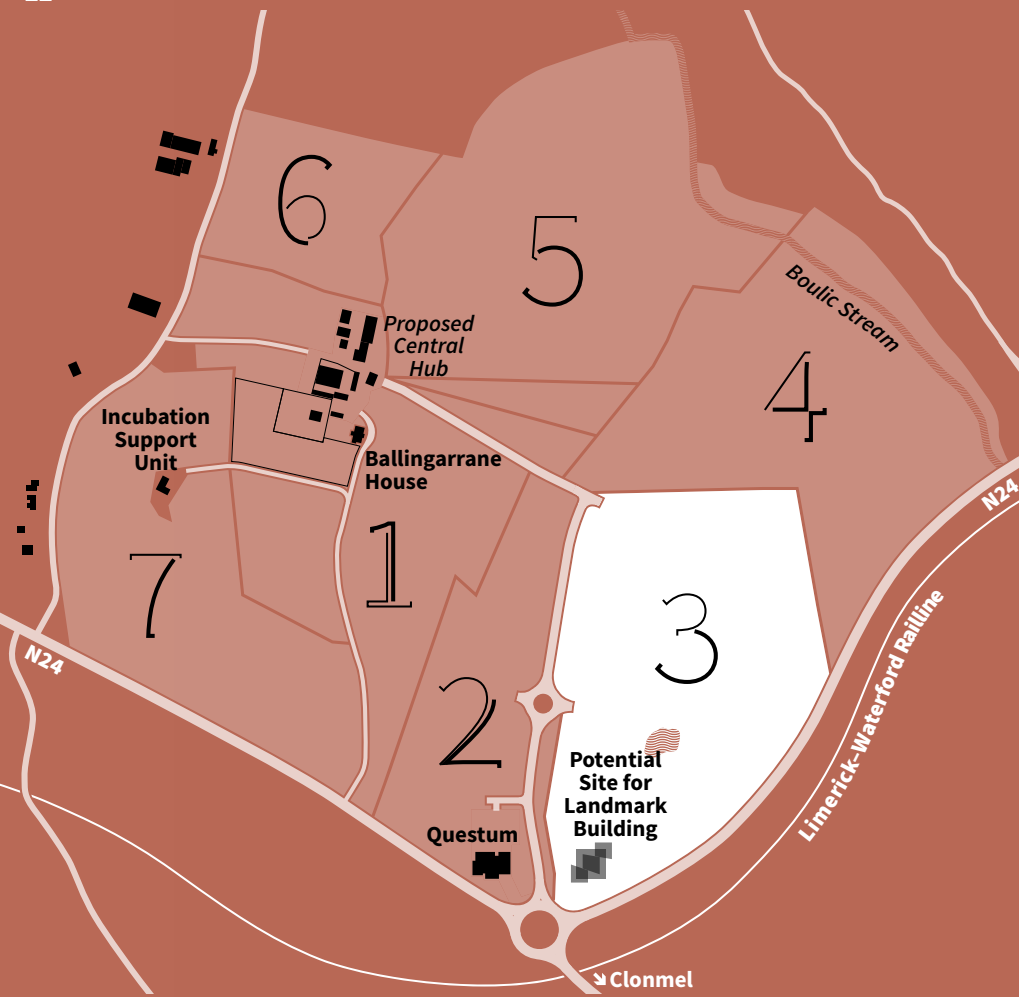 6
5
Boulic Stream
Proposed
Central
Hub
4
Incubation
Support
Unit
Ballingarrane
House
N24
1
7
3
N24
2
Limerick-Waterford Railline
Potential
Site for
Landmark
Building
Questum
Clonmel